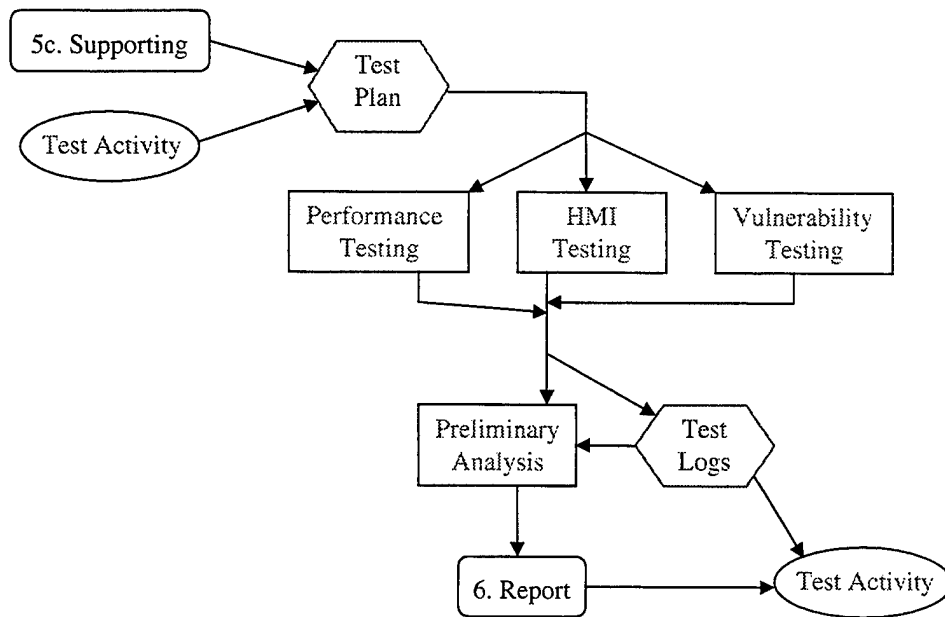 5c. Supporting
Test
Plan
Test Activity
Performance
Testing
HMI
Testing
Vulnerability
Testing
Preliminary
Analysis
Test
Logs
6. Report
Test Activity